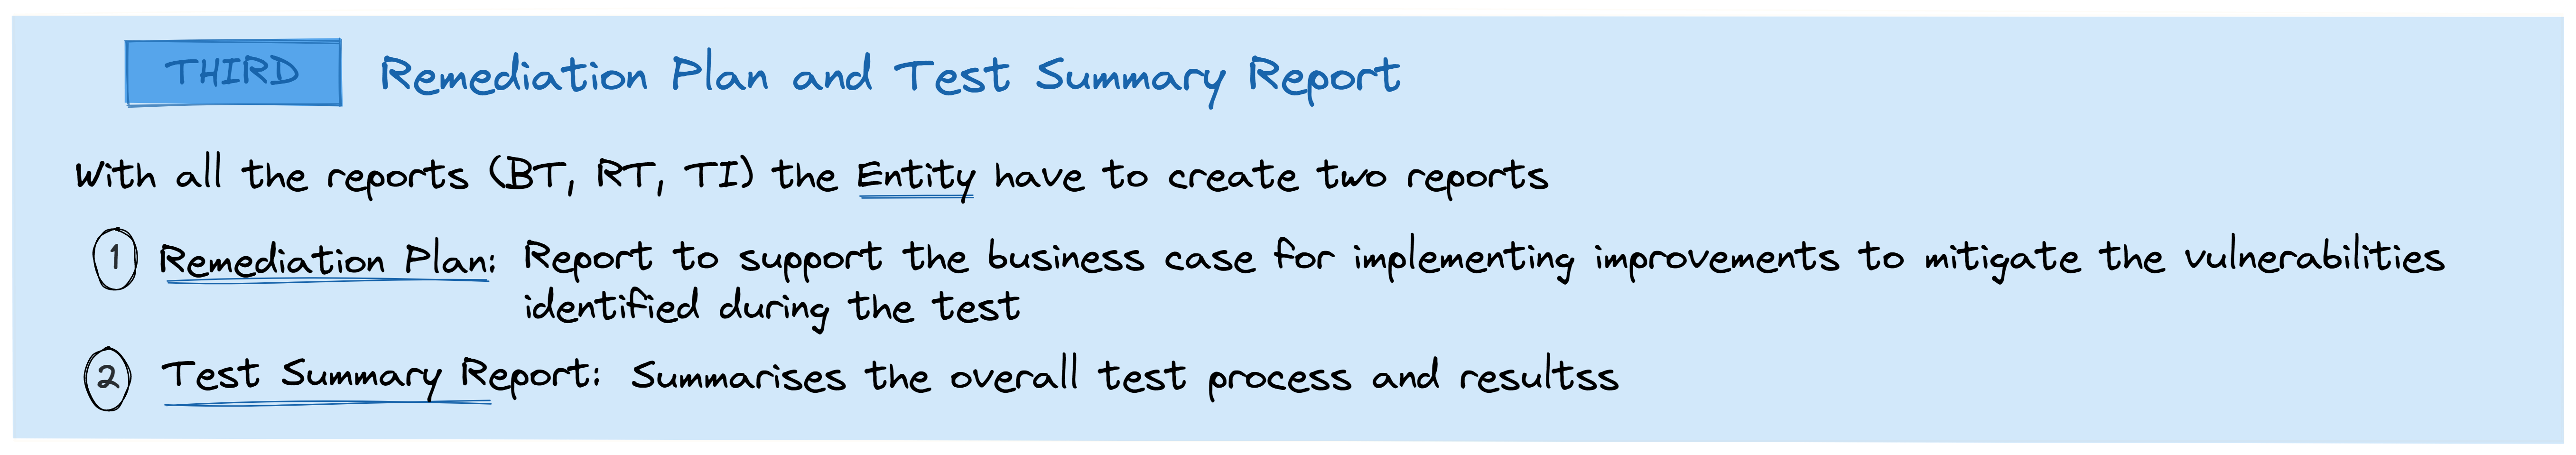 THIRD Remediation Plan and Test Summary Report
With all the reports (BT, RT, TI) the Entity have to create two reports
1 Remediation Plan: Report to support the business case for implementing improvements to mitigate the vulnerabilities
identified during the test
2 Test Summary Report: Summarises the overall test process and resultss